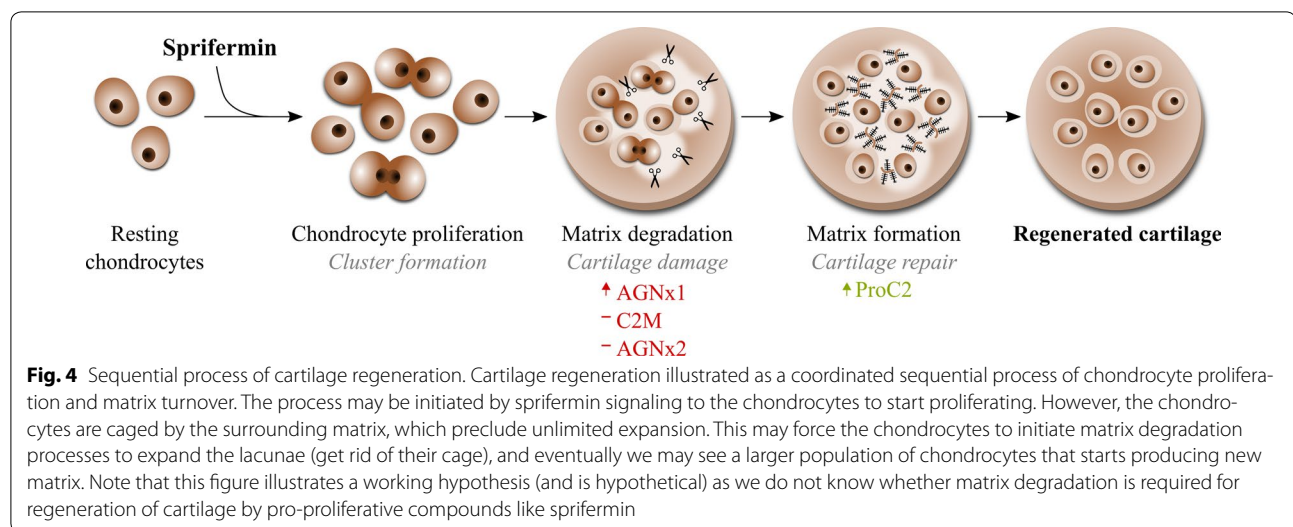 Sprifermin
Resting
chondrocytes
Chondrocyte proliferation
Cluster formation
Matrix degradation
Cartilage damage
AGNx1
– C2M
– AGNx2
Matrix formation
Cartilage repair
ProC2
Regenerated cartilage
Fig. 4 Sequential process of cartilage regeneration. Cartilage regeneration illustrated as a coordinated sequential process of chondrocyte prolifera-
tion and matrix turnover. The process may be initiated by sprifermin signaling to the chondrocytes to start proliferating. However, the chondro-
cytes are caged by the surrounding matrix, which preclude unlimited expansion. This may force the chondrocytes to initiate matrix degradation
processes to expand the lacunae (get rid of their cage), and eventually we may see a larger population of chondrocytes that starts producing new
matrix. Note that this figure illustrates a working hypothesis (and is hypothetical) as we do not know whether matrix degradation is required for
regeneration of cartilage by pro-proliferative compounds like sprifermin